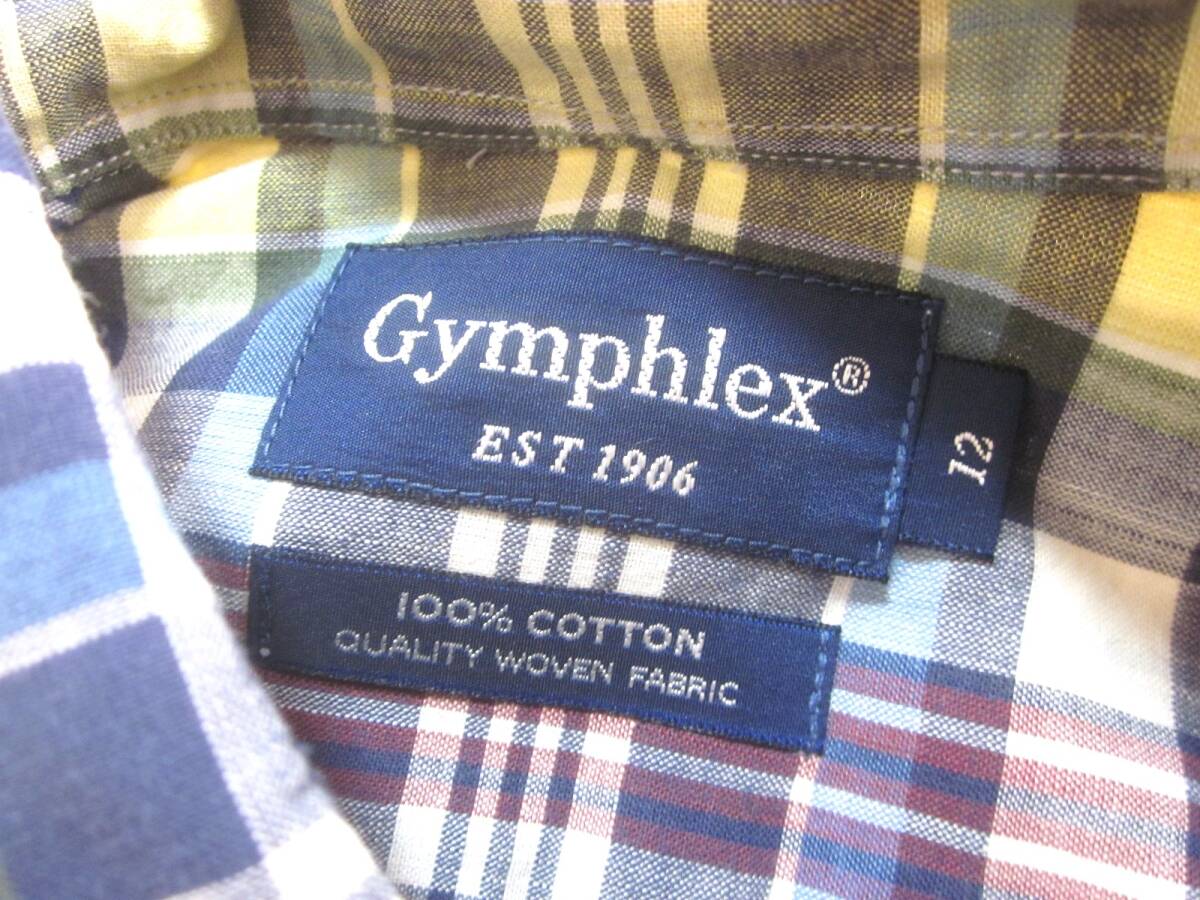 Gymphlex®
EST 1906
12
100% COTTON
QUALITY WOVEN FABRIC